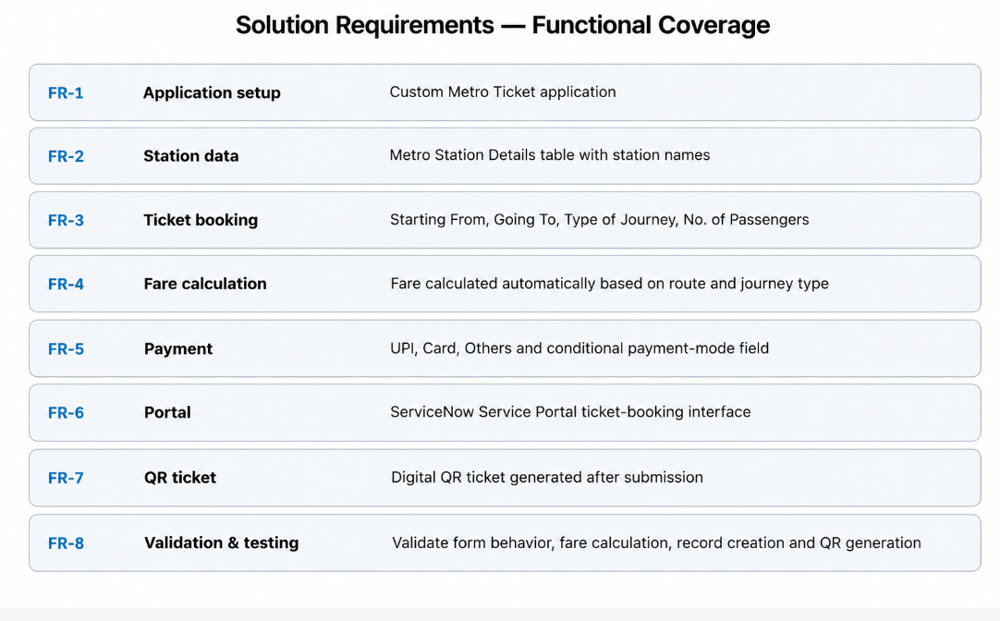 Solution Requirements — Functional Coverage
FR-1 Application setup Custom Metro Ticket application
FR-2 Station data Metro Station Details table with station names
FR-3 Ticket booking Starting From, Going To, Type of Journey, No. of Passengers
FR-4 Fare calculation Fare calculated automatically based on route and journey type
FR-5 Payment UPI, Card, Others and conditional payment-mode field
FR-6 Portal ServiceNow Service Portal ticket-booking interface
FR-7 QR ticket Digital QR ticket generated after submission
FR-8 Validation & testing Validate form behavior, fare calculation, record creation and QR generation